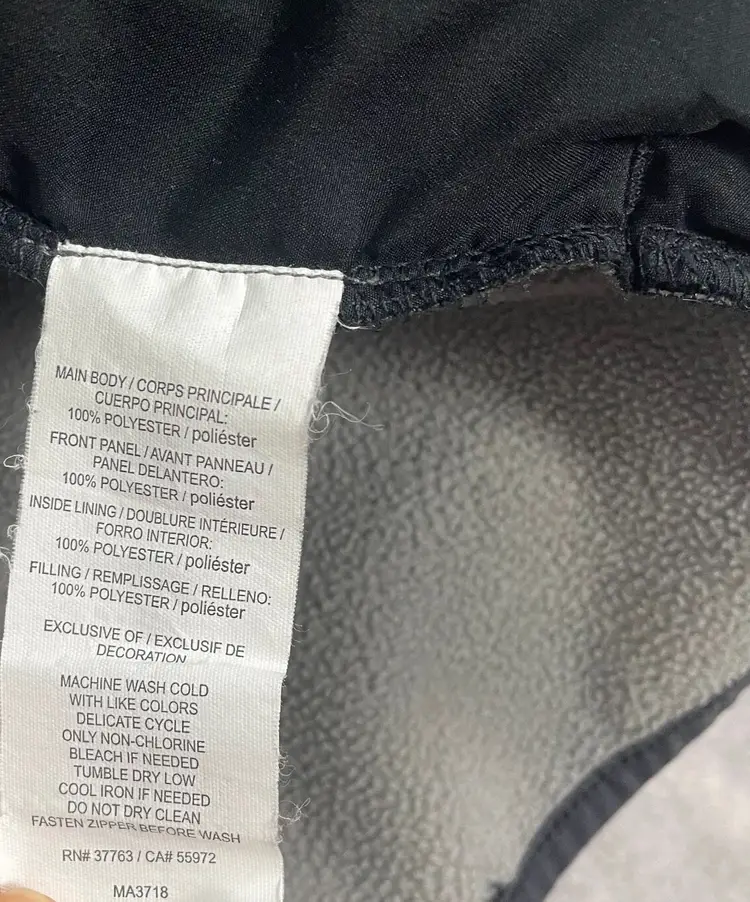 MAIN BODY / CORPS PRINCIPALE /
CUERPO PRINCIPAL:
100% POLYESTER / poliéster
FRONT PANEL / AVANT PANNEAU /
PANEL DELANTERO:
100% POLYESTER / poliéster
INSIDE LINING / DOUBLURE INTÉRIEURE /
FORRO INTERIOR:
100% POLYESTER / poliéster
FILLING / REMPLISSAGE / RELLENO:
100% POLYESTER / poliéster
EXCLUSIVE OF / EXCLUSIF DE
DECORATION
MACHINE WASH COLD
WITH LIKE COLORS
DELICATE CYCLE
ONLY NON-CHLORINE
BLEACH IF NEEDED
TUMBLE DRY LOW
COOL IRON IF NEEDED
DO NOT DRY CLEAN
FASTEN ZIPPER BEFORE WASH
RN# 37763 / CA# 55972
MA3718